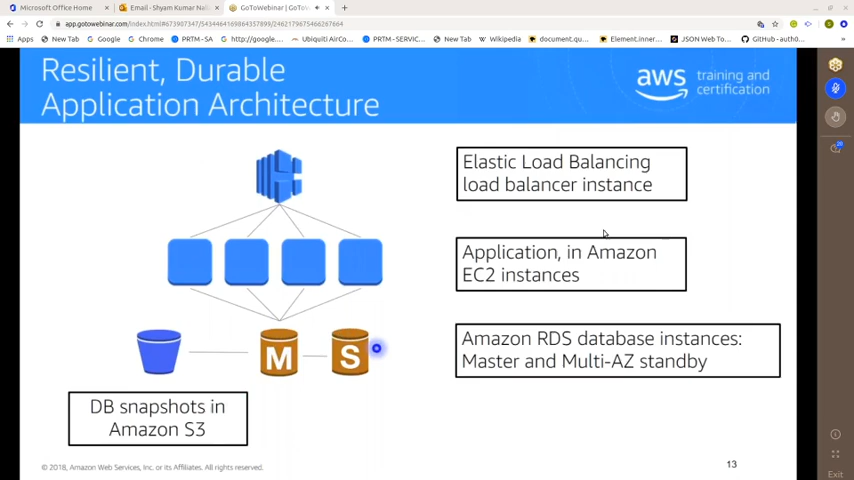 Microsoft Office Home
Email - Shyam Kumar Nai
GoToWebinar | GoTo
app.gotowebinar.com/index.html#673907347/5434464169864357899/2462179675466267664
Apps
New Tab
Google
Chrome
PRTM-SA
http://google....
Ubiquiti AirCo...
PRTM-SERVIC...
New Tab
Wikipedia
document.qu...
Element.inner...
JSON Web To...
GitHub - auth0...
Resilient, Durable
Application Architecture
aws training and
certification
Elastic Load Balancing
load balancer instance
Application, in Amazon
EC2 instances
Amazon RDS database instances:
Master and Multi-AZ standby
M
S
DB snapshots in
Amazon S3
© 2018, Amazon Web Services, Inc. or its Affiliates. All rights reserved.
13
Exit